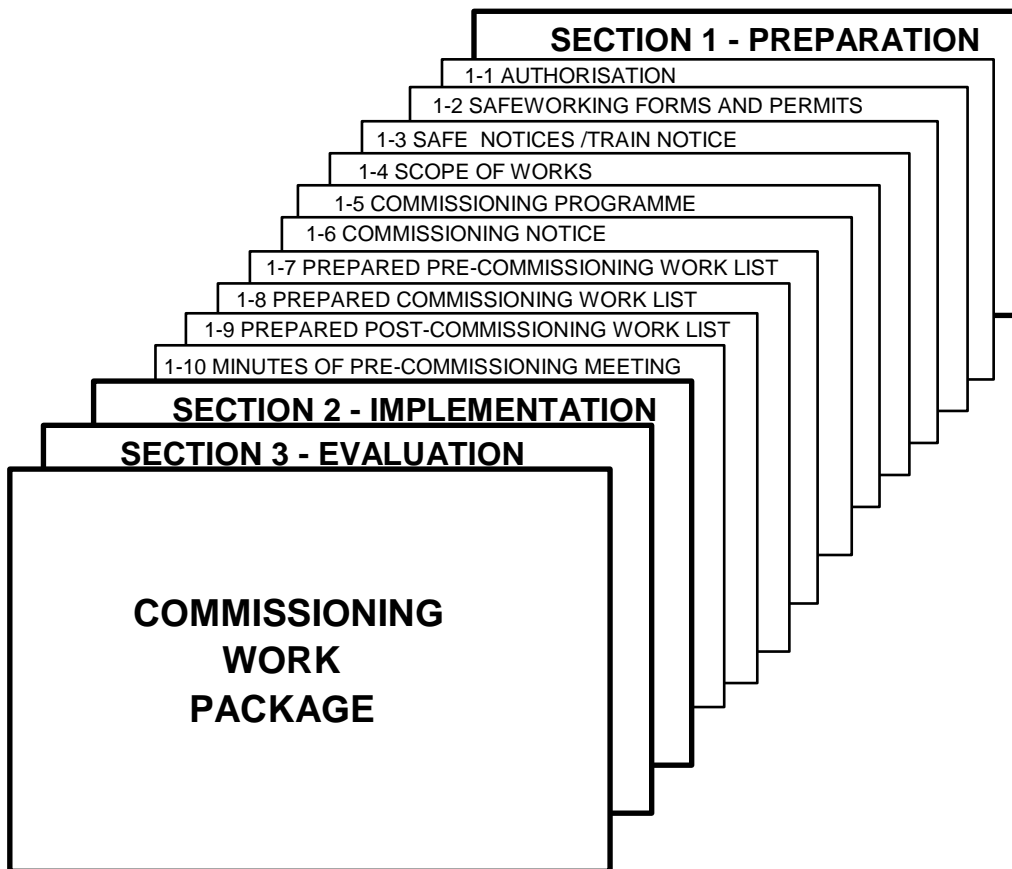 SECTION 1 - PREPARATION
1-1 AUTHORISATION
1-2 SAFEWORKING FORMS AND PERMITS
1-3 SAFE NOTICES /TRAIN NOTICE
1-4 SCOPE OF WORKS
1-5 COMMISSIONING PROGRAMME
1-6 COMMISSIONING NOTICE
1-7 PREPARED PRE-COMMISSIONING WORK LIST
1-8 PREPARED COMMISSIONING WORK LIST
1-9 PREPARED POST-COMMISSIONING WORK LIST
1-10 MINUTES OF PRE-COMMISSIONING MEETING
SECTION 2 - IMPLEMENTATION
SECTION 3 - EVALUATION
COMMISSIONING
WORK
PACKAGE